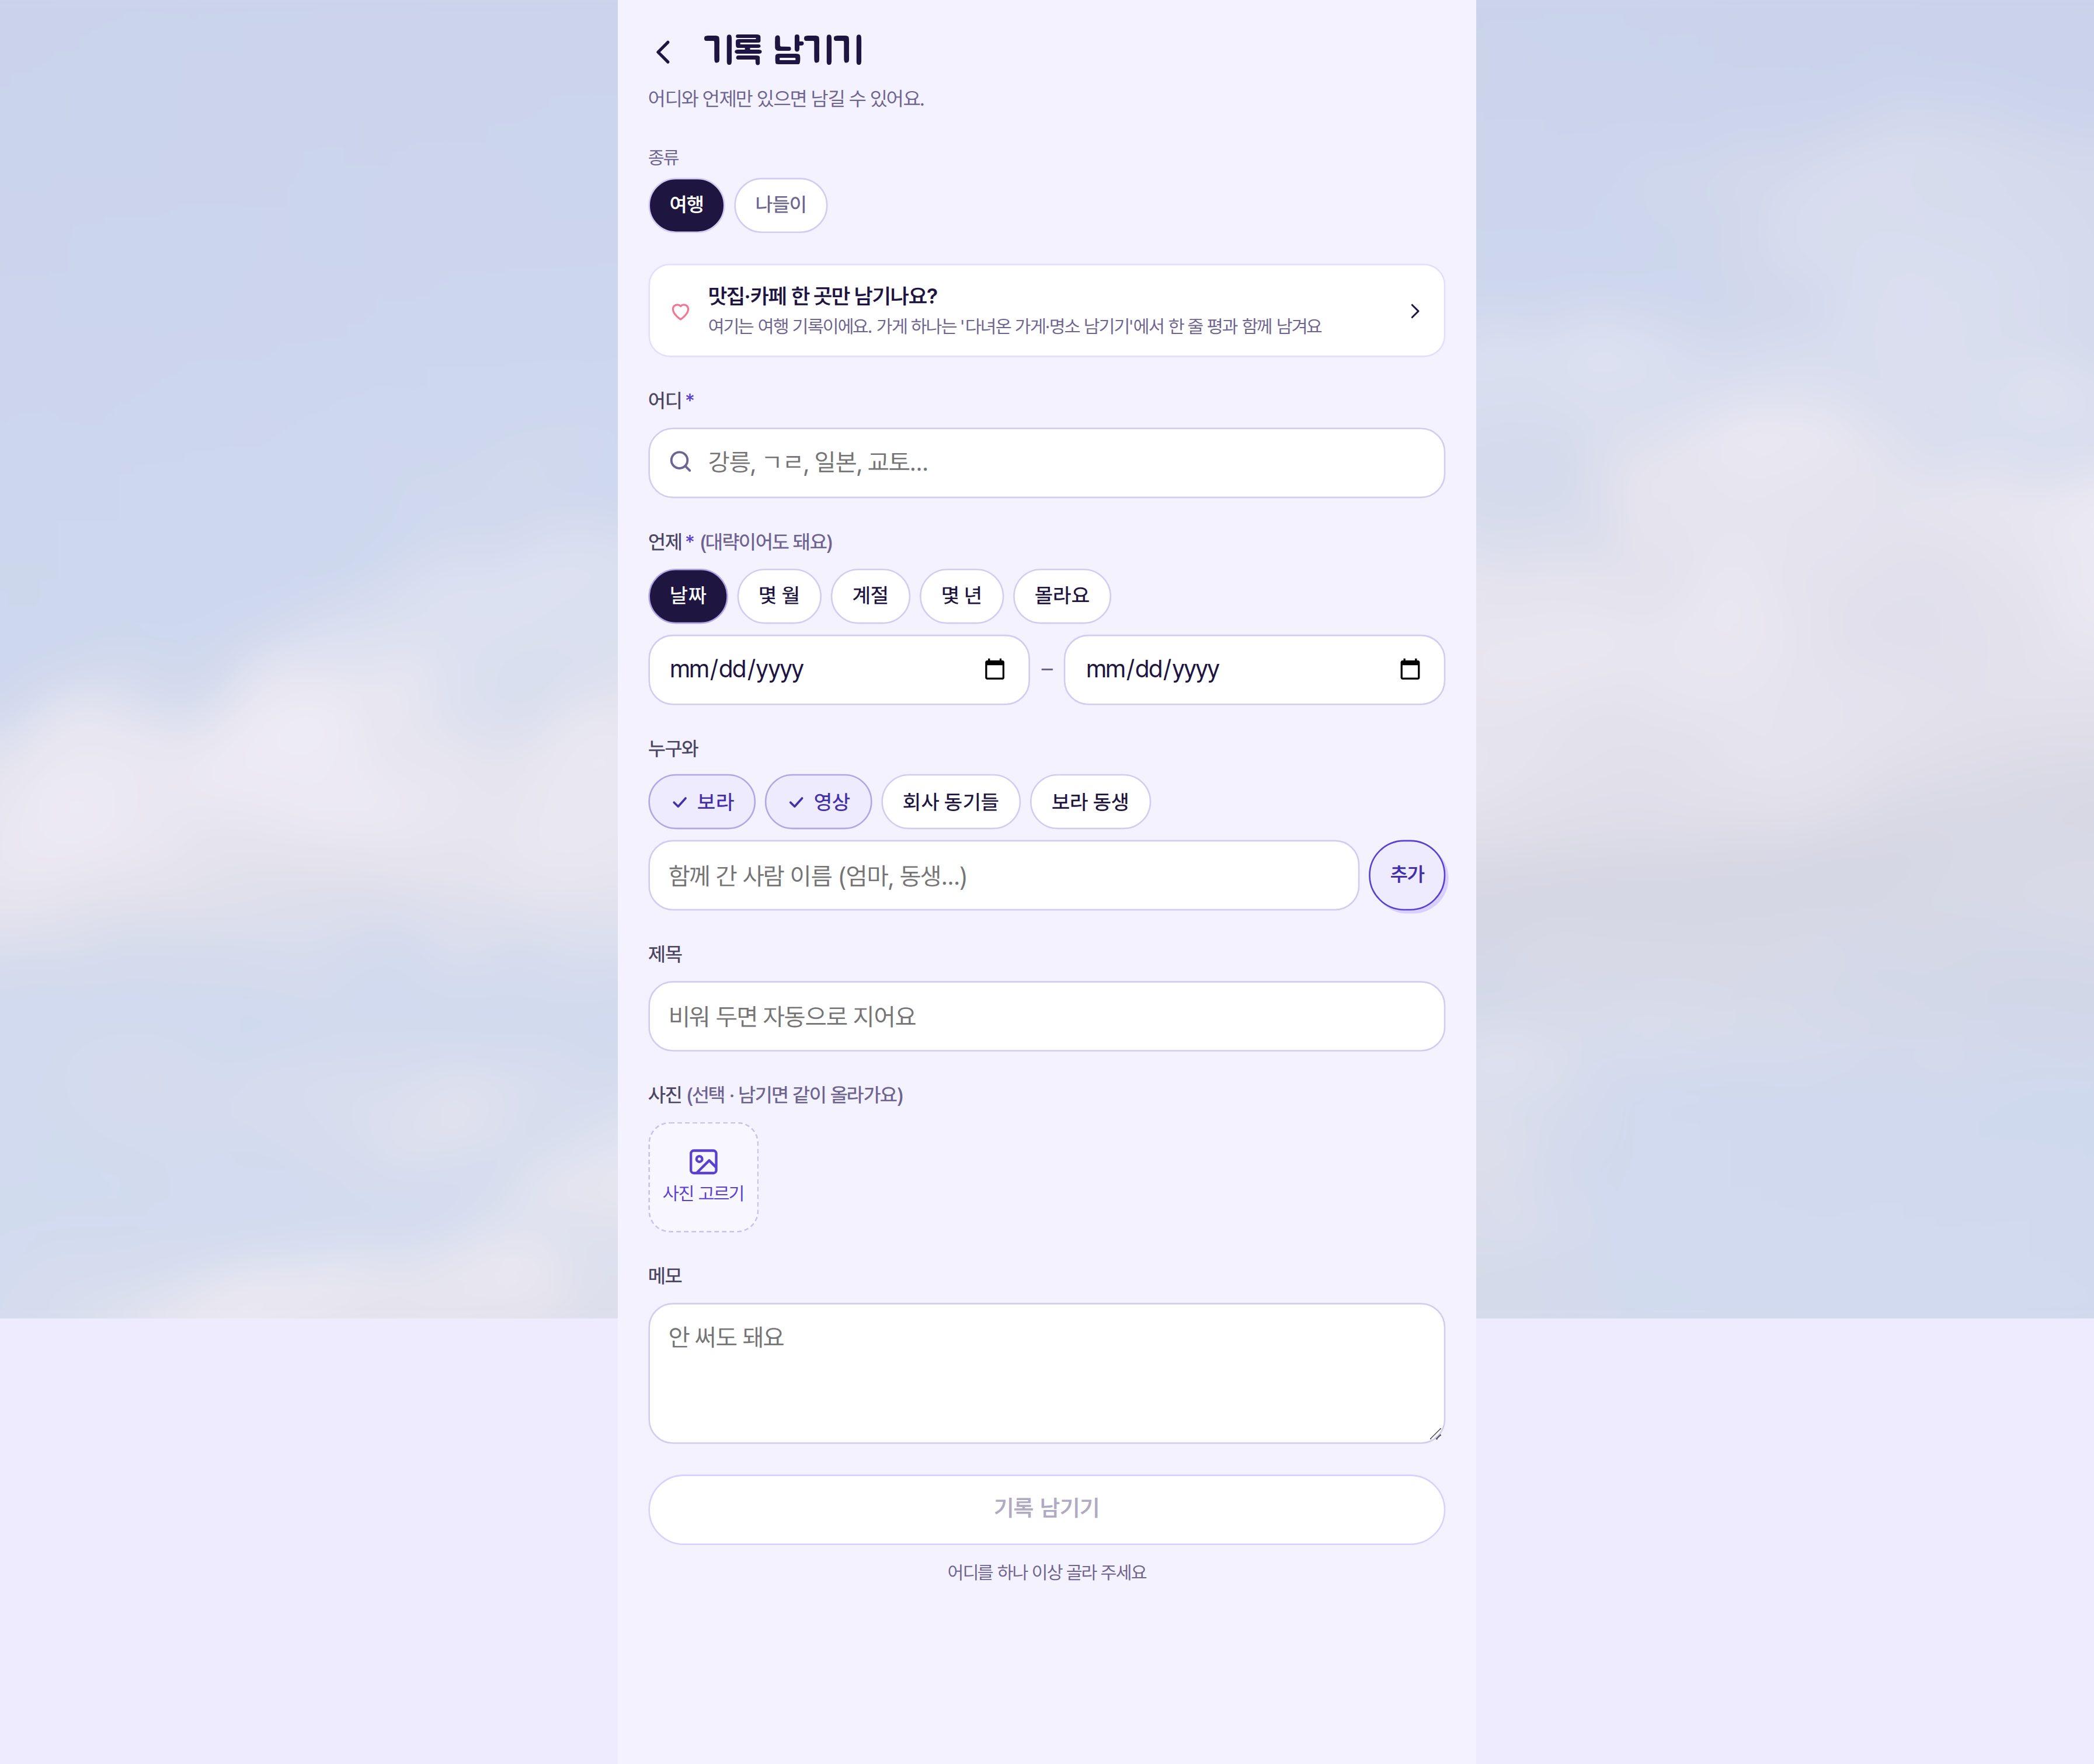 기록 남기기
어디와 언제만 있으면 남길 수 있어요.
종류
여행 나들이
맛집·카페 한 곳만 남기나요?
여기는 여행 기록이에요. 가게 하나는 '다녀온 가게·명소 남기기'에서 한 줄 평과 함께 남겨요
어디 *
강릉, ㄱㄹ, 일본, 교토...
언제 * (대략이어도 돼요)
날짜 몇 월 계절 몇 년 몰라요
mm/dd/yyyy – mm/dd/yyyy
누구와
보라 영상 회사 동기들 보라 동생
함께 간 사람 이름 (엄마, 동생...) 추가
제목
비워 두면 자동으로 지어요
사진 (선택 · 남기면 같이 올라가요)
사진 고르기
메모
안 써도 돼요
기록 남기기
어디를 하나 이상 골라 주세요